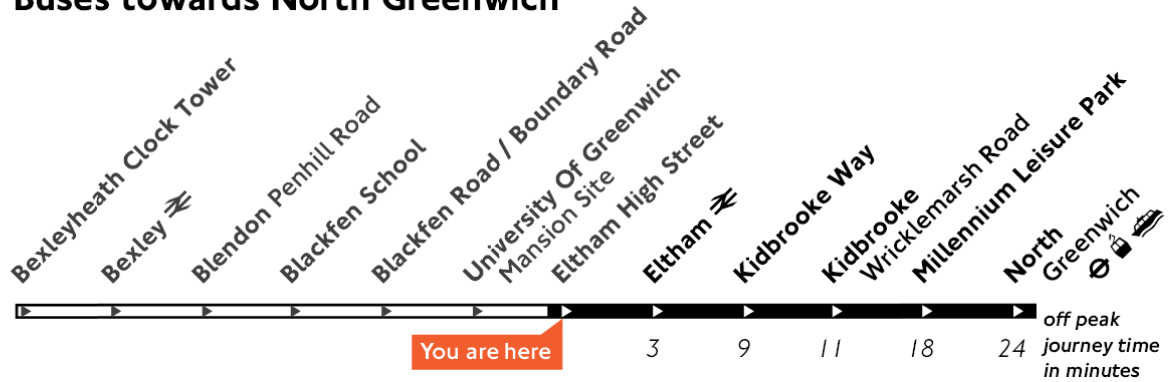 Buses towards North Greenwich
Bexleyheath Clock Tower
Bexley
Blendon Penhill Road
Blackfen School
Blackfen Road / Boundary Road
University Of Greenwich
Mansion Site
Eltham High Street
Eltham
Kidbrooke Way
Kidbrooke
Wricklemarsh Road
Millennium Leisure Park
North
Greenwich
You are here
3 9 11 18 24
off peak
journey time
in minutes